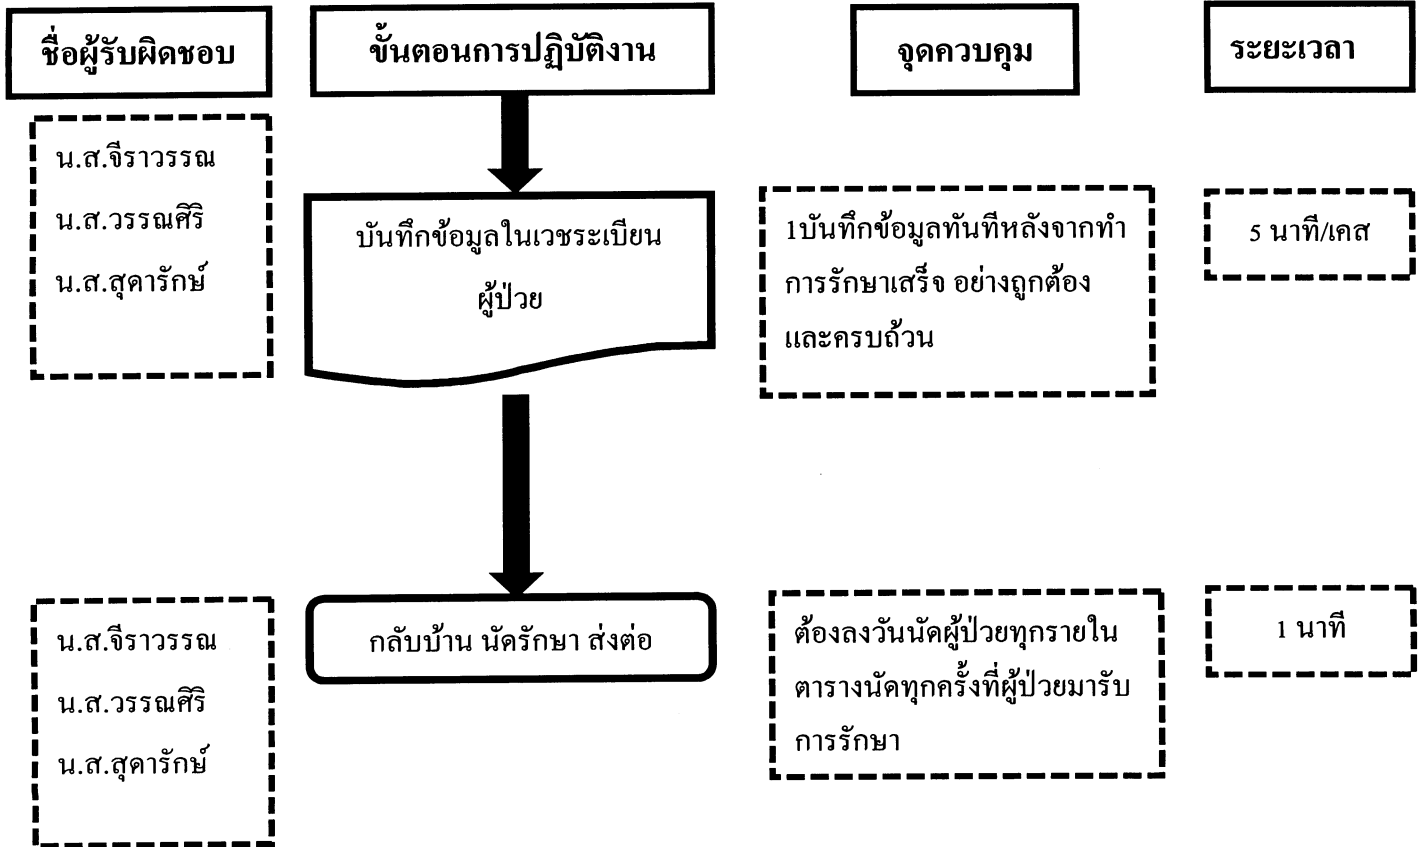 ชื่อผู้รับผิดชอบ
ขั้นตอนการปฏิบัติงาน
จุดควบคุม
ระยะเวลา
น.ส.จีราวรรณ
น.ส.วรรณศิริ
น.ส.สุดารักษ์
บันทึกข้อมูลในเวชระเบียน
ผู้ป่วย
1บันทึกข้อมูลทันทีหลังจากทำ
การรักษาเสร็จ อย่างถูกต้อง
และครบถ้วน
5 นาที/เคส
น.ส.จีราวรรณ
น.ส.วรรณศิริ
น.ส.สุดารักษ์
กลับบ้าน นัดรักษา ส่งต่อ
ต้องลงวันนัดผู้ป่วยทุกรายใน
ตารางนัดทุกครั้งที่ผู้ป่วยมารับ
การรักษา
1 นาที